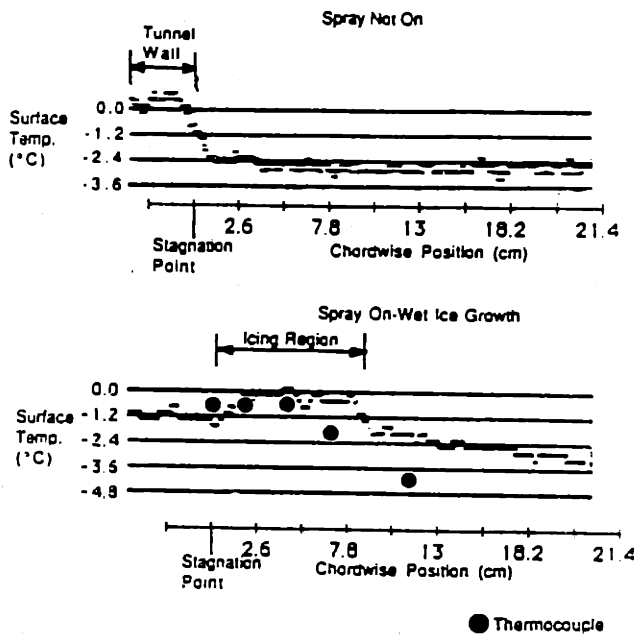 Spray Not On
Tunnel
Wall
Surface
Temp.
(°C)
0.0
-1.2
-2.4
-3.6
2.6
7.8
13
18.2
21.4
Stagnation
Point
Chordwise Position (cm)
Spray On-Wet Ice Growth
Icing Region
Surface
Temp.
(°C)
0.0
-1.2
-2.4
-3.6
-4.8
2.6
7.8
13
18.2
21.4
Stagnation
Point
Chordwise Position (cm)
Thermocouple